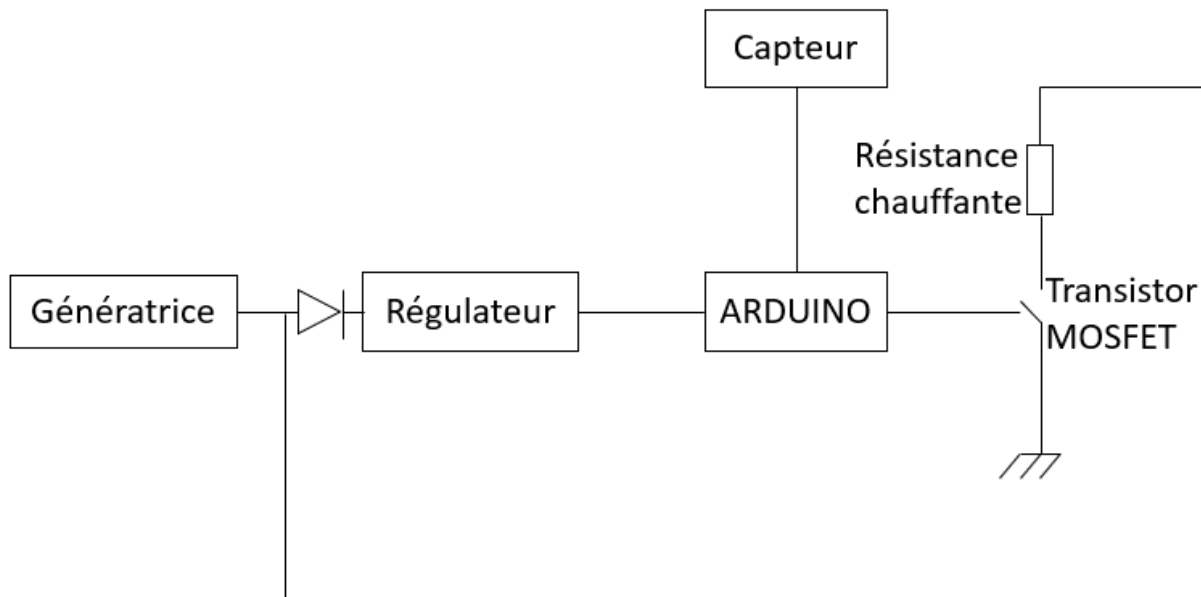 Capteur
Résistance
chauffante
Génératrice
Régulateur
ARDUINO
Transistor
MOSFET